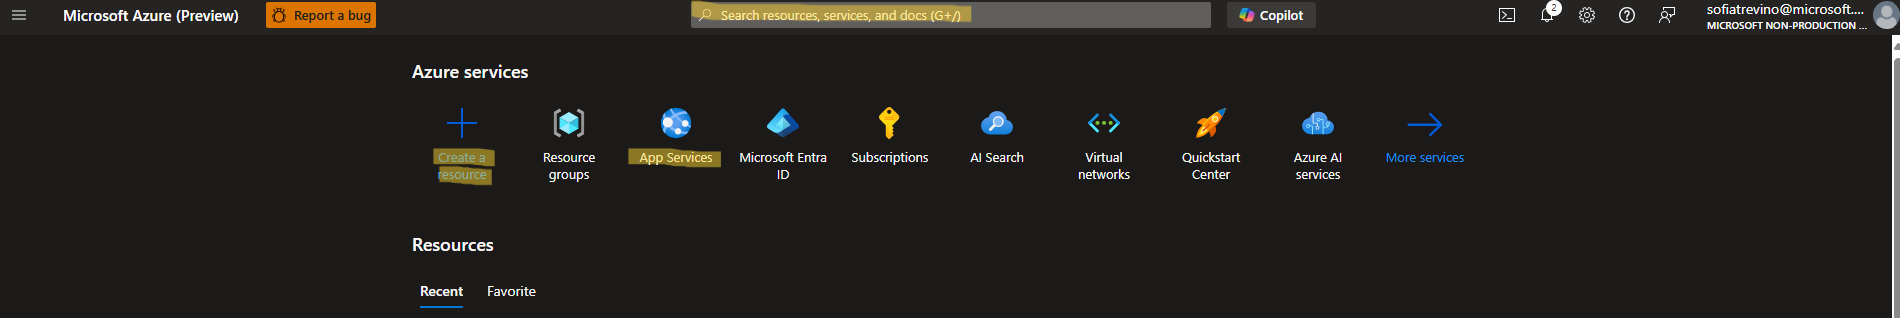 Microsoft Azure (Preview)
Report a bug
Search resources, services, and docs (G+/)
Copilot
2
sofiatrevino@microsoft....
MICROSOFT NON-PRODUCTION ...
Azure services
Create a
resource
Resource
groups
App Services
Microsoft Entra
ID
Subscriptions
AI Search
Virtual
networks
Quickstart
Center
Azure AI
services
More services
Resources
Recent
Favorite